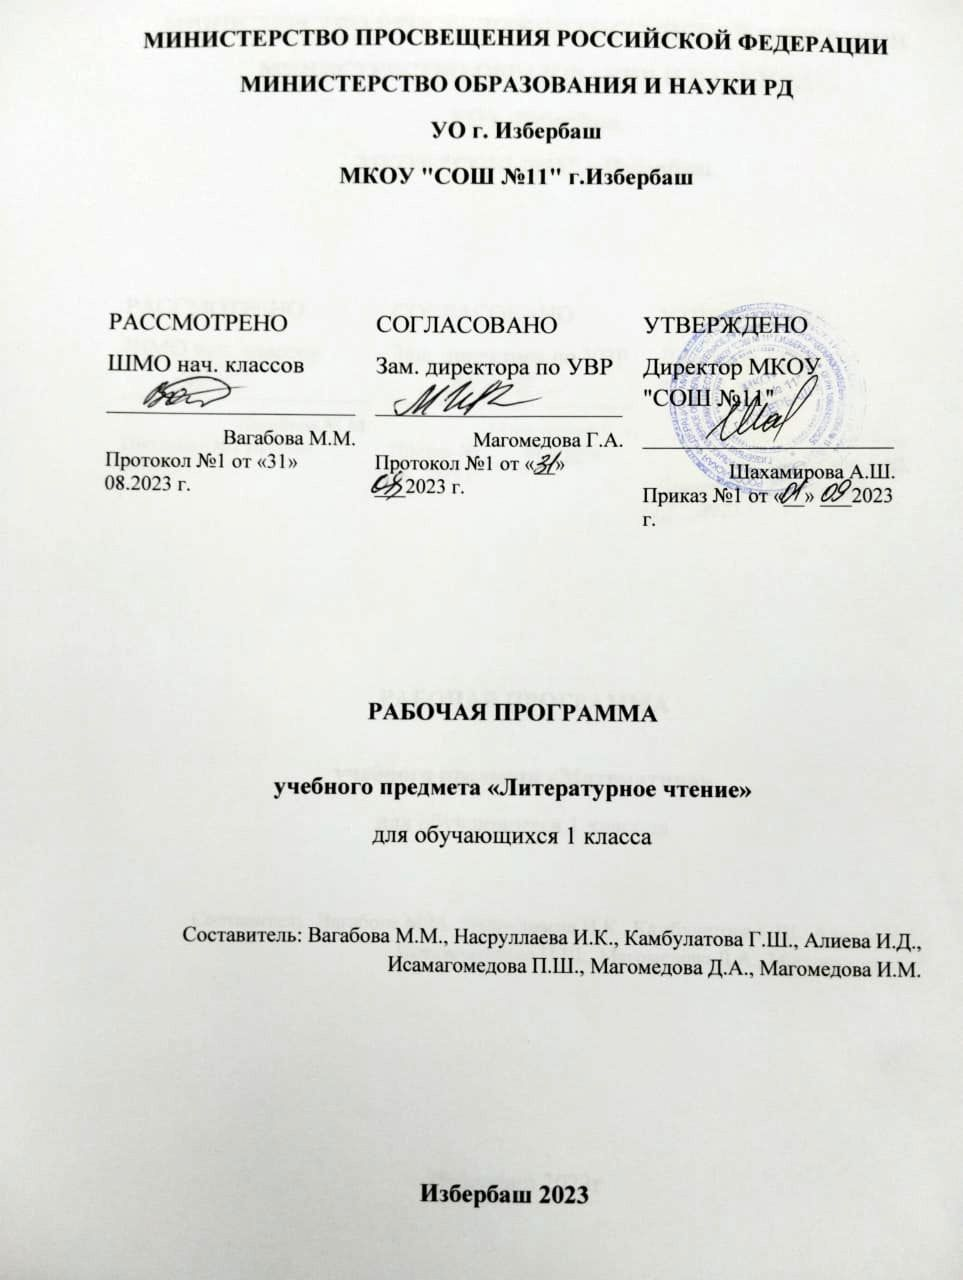 МИНИСТЕРСТВО ПРОСВЕЩЕНИЯ РОССИЙСКОЙ ФЕДЕРАЦИИ
МИНИСТЕРСТВО ОБРАЗОВАНИЯ И НАУКИ РД
УО г. Избербаш
МКОУ "СОШ №11" г.Избербаш
РАССМОТРЕНО
ШМО нач. классов
Вагабова М.М.
Протокол №1 от «31»
08.2023 г.
СОГЛАСОВАНО
Зам. директора по УВР
Магомедова Г.А.
Протокол №1 от «31»
08 2023 г.
УТВЕРЖДЕНО
Директор МКОУ
"СОШ №11"
Шахамирова А.Ш.
Приказ №1 от «01» 09 2023
г.
РАБОЧАЯ ПРОГРАММА
учебного предмета «Литературное чтение»
для обучающихся 1 класса
Составитель: Вагабова М.М., Насруллаева И.К., Камбулатова Г.Ш., Алиева И.Д.,
Исамагомедова П.Ш., Магомедова Д.А., Магомедова И.М.
Избербаш 2023